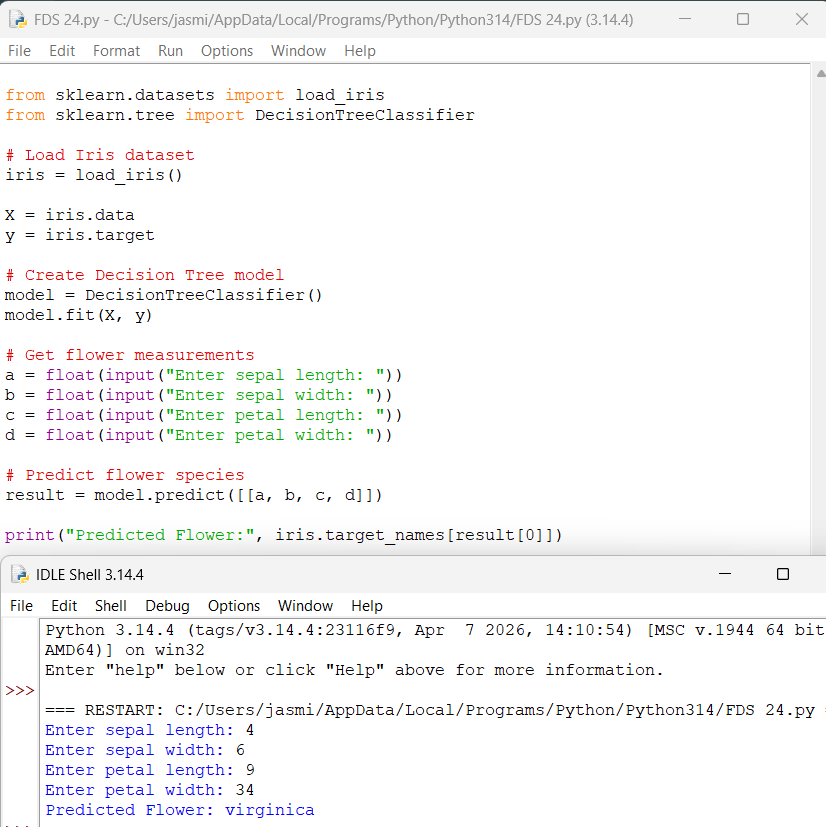 FDS 24.py - C:/Users/jasmi/AppData/Local/Programs/Python/Python314/FDS 24.py (3.14.4)
File Edit Format Run Options Window Help
from sklearn.datasets import load_iris
from sklearn.tree import DecisionTreeClassifier
# Load Iris dataset
iris = load_iris()
X = iris.data
y = iris.target
# Create Decision Tree model
model = DecisionTreeClassifier()
model.fit(X, y)
# Get flower measurements
a = float(input("Enter sepal length: "))
b = float(input("Enter sepal width: "))
c = float(input("Enter petal length: "))
d = float(input("Enter petal width: "))
# Predict flower species
result = model.predict([[a, b, c, d]])
print("Predicted Flower:", iris.target_names[result[0]])
IDLE Shell 3.14.4
File Edit Shell Debug Options Window Help
Python 3.14.4 (tags/v3.14.4:23116f9, Apr  7 2026, 14:10:54) [MSC v.1944 64 bit
AMD64)] on win32
Enter "help" below or click "Help" above for more information.
>>>
=== RESTART: C:/Users/jasmi/AppData/Local/Programs/Python/Python314/FDS 24.py =
Enter sepal length: 4
Enter sepal width: 6
Enter petal length: 9
Enter petal width: 34
Predicted Flower: virginica